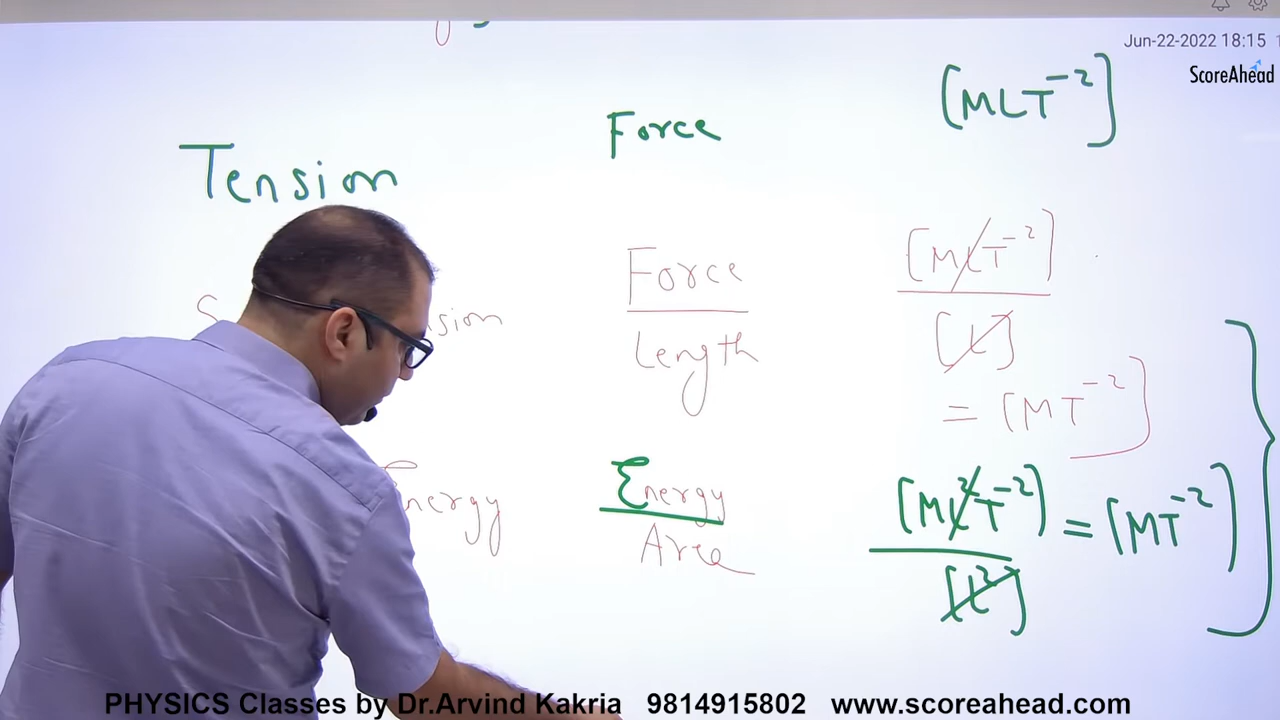 Jun-22-2022 18:15
ScoreAhead
Tension Force [MLT⁻²]
Force / Length [MLT⁻²] / [L]
= [MT⁻²]
Energy Energy / Area [ML²T⁻²] / [L²] = [MT⁻²]
PHYSICS Classes by Dr.Arvind Kakria 9814915802 www.scoreahead.com